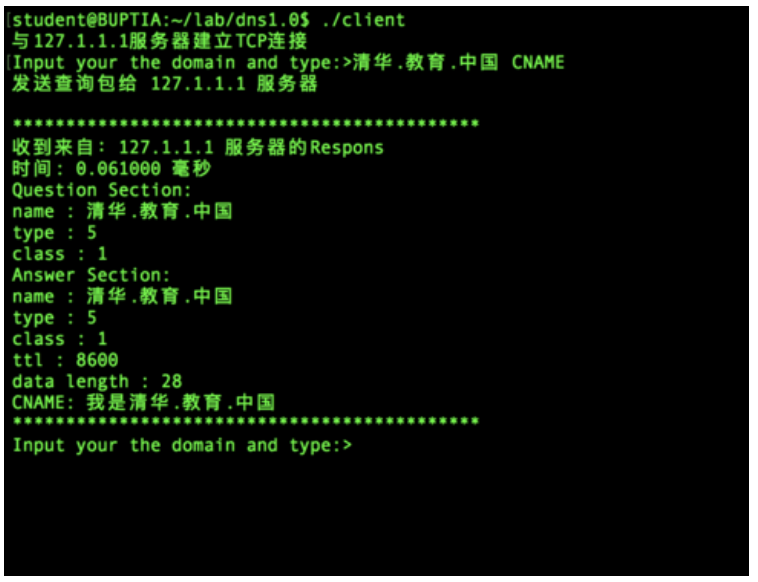 [student@BUPTIA:~/lab/dns1.0$ ./client
与127.1.1.1服务器建立TCP连接
[Input your the domain and type:>清华.教育.中国 CNAME
发送查询包给 127.1.1.1 服务器
********************************************
收到来自: 127.1.1.1 服务器的Respons
时间: 0.061000 毫秒
Question Section:
name : 清华.教育.中国
type : 5
class : 1
Answer Section:
name : 清华.教育.中国
type : 5
class : 1
ttl : 8600
data length : 28
CNAME: 我是清华.教育.中国
********************************************
Input your the domain and type:>